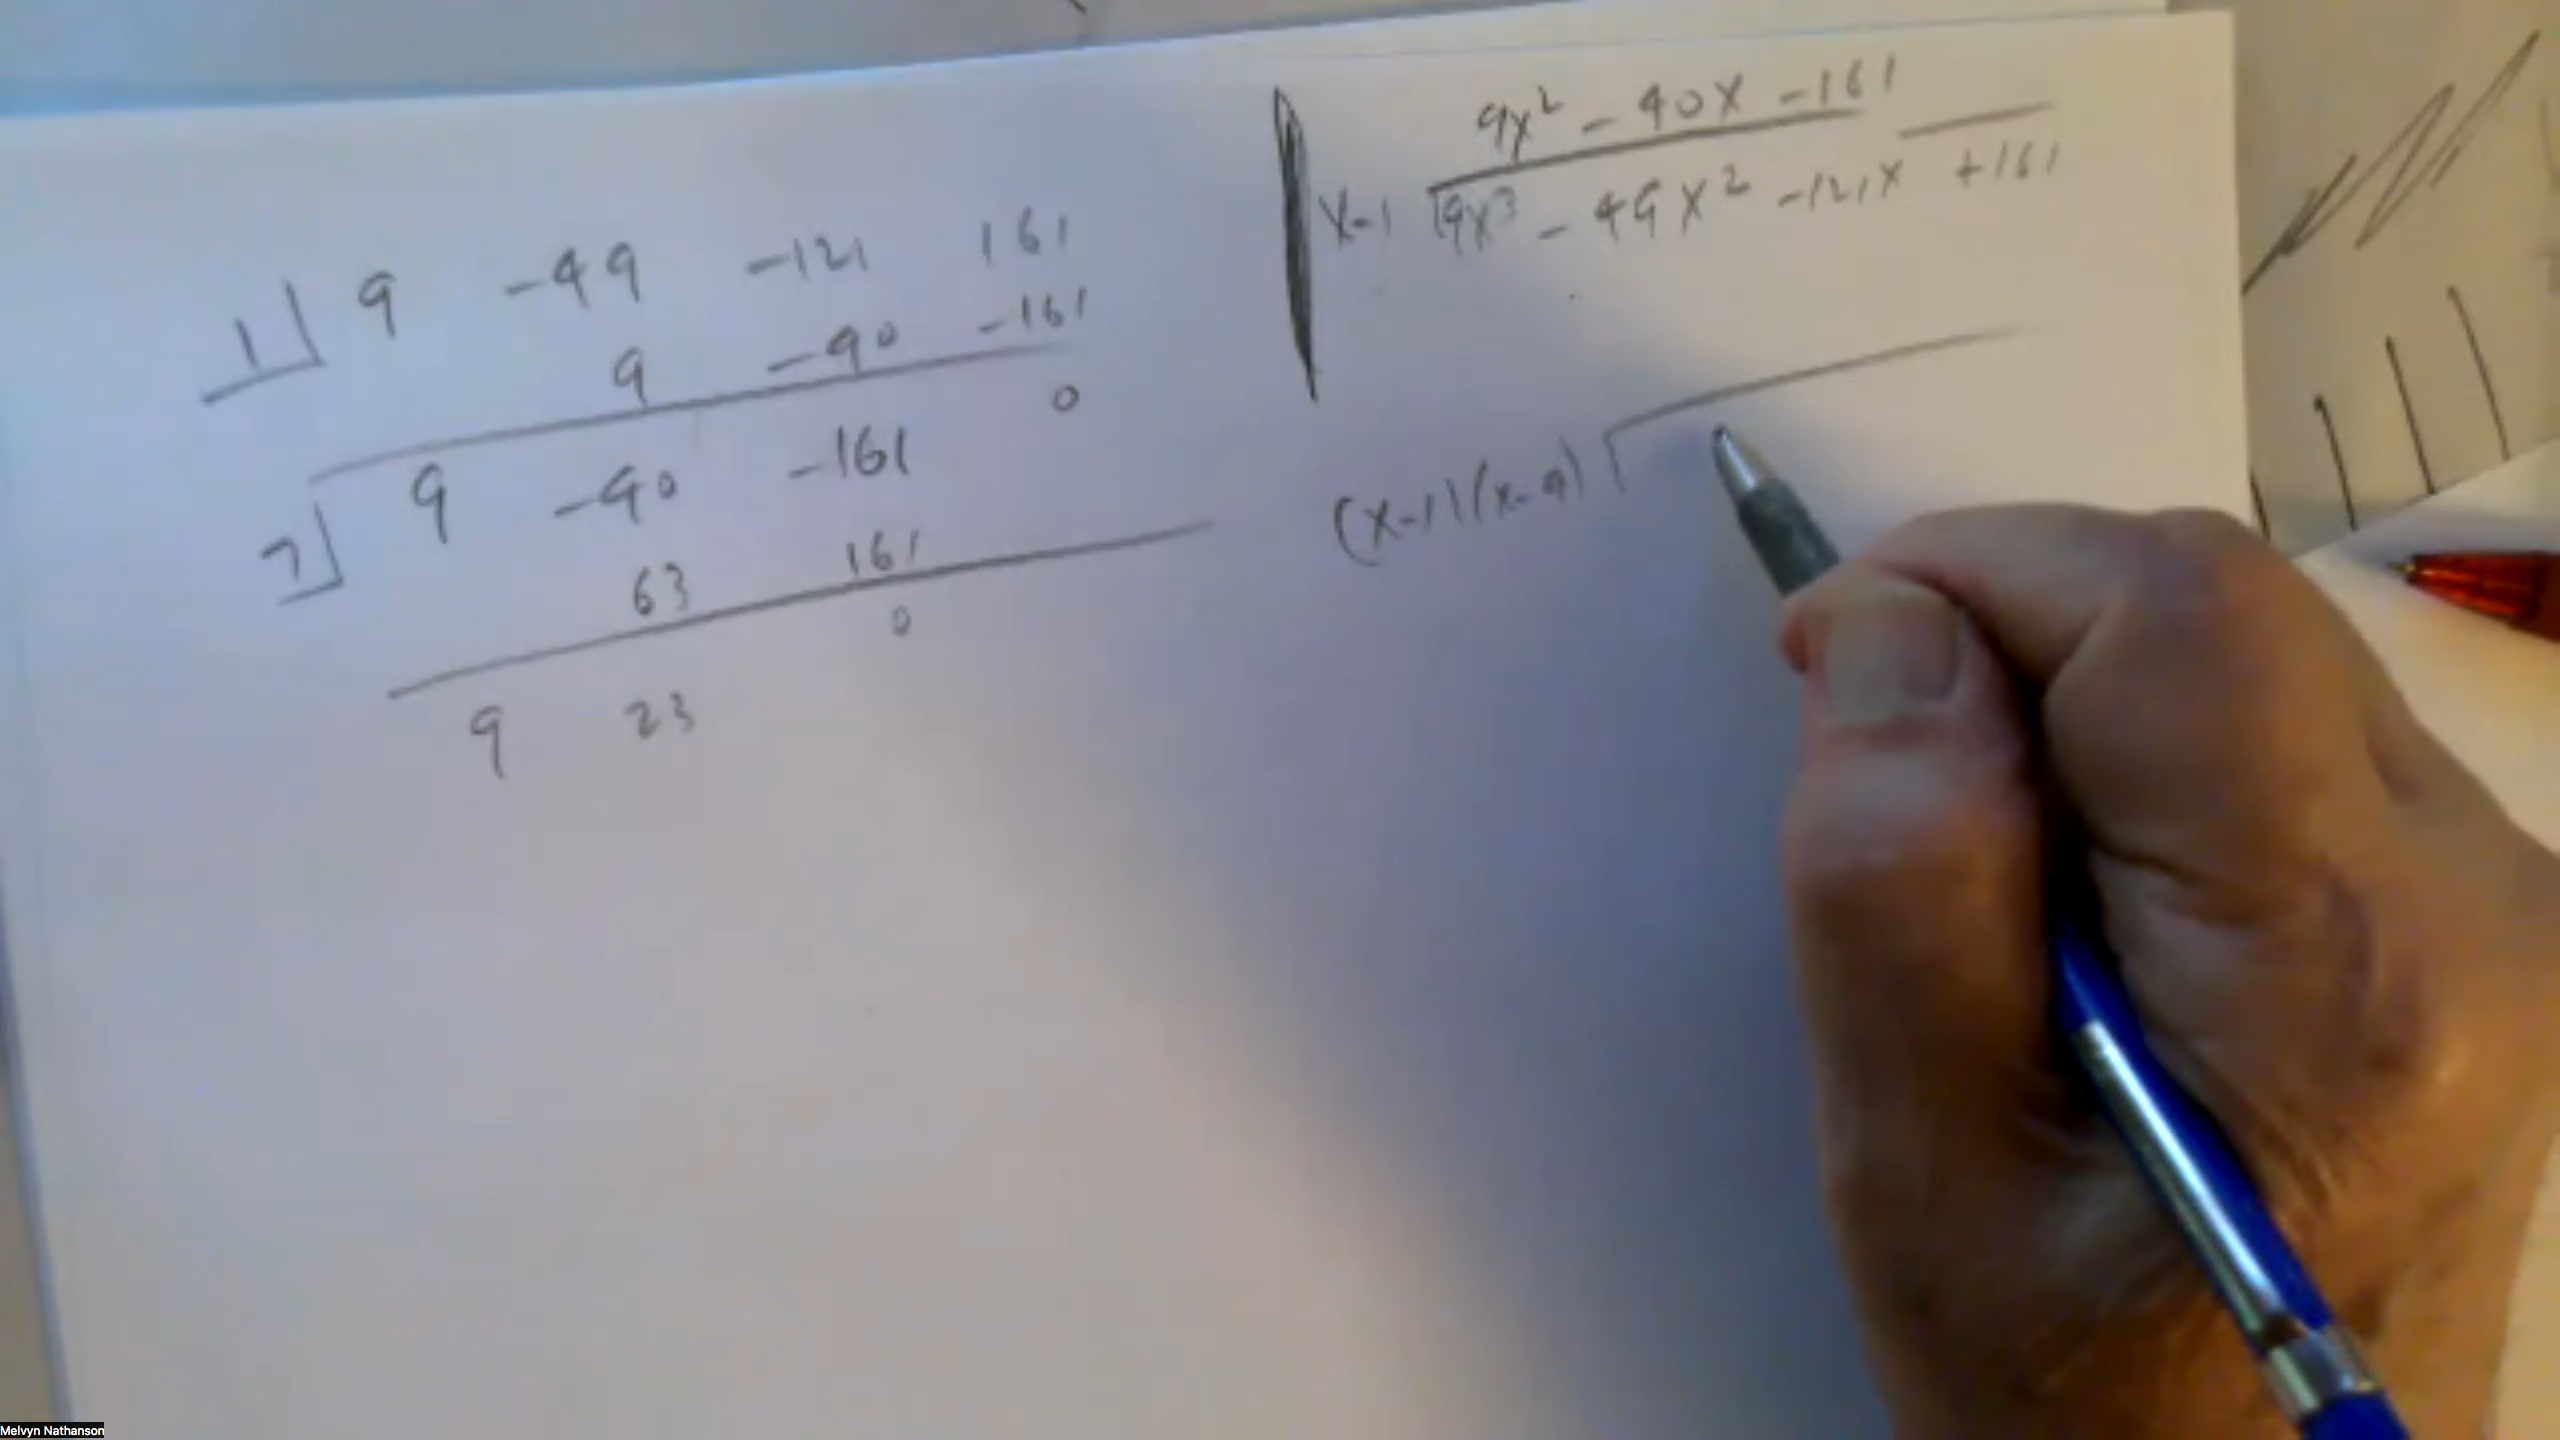 1 9 -49 -121 161
9 -40 -161
9 -40 -161 0
7
63 161
9 23 0
9x² - 40x - 161
x-1 9x³ - 49x² - 121x + 161
(x-1)(x-9)
Melvyn Nathanson